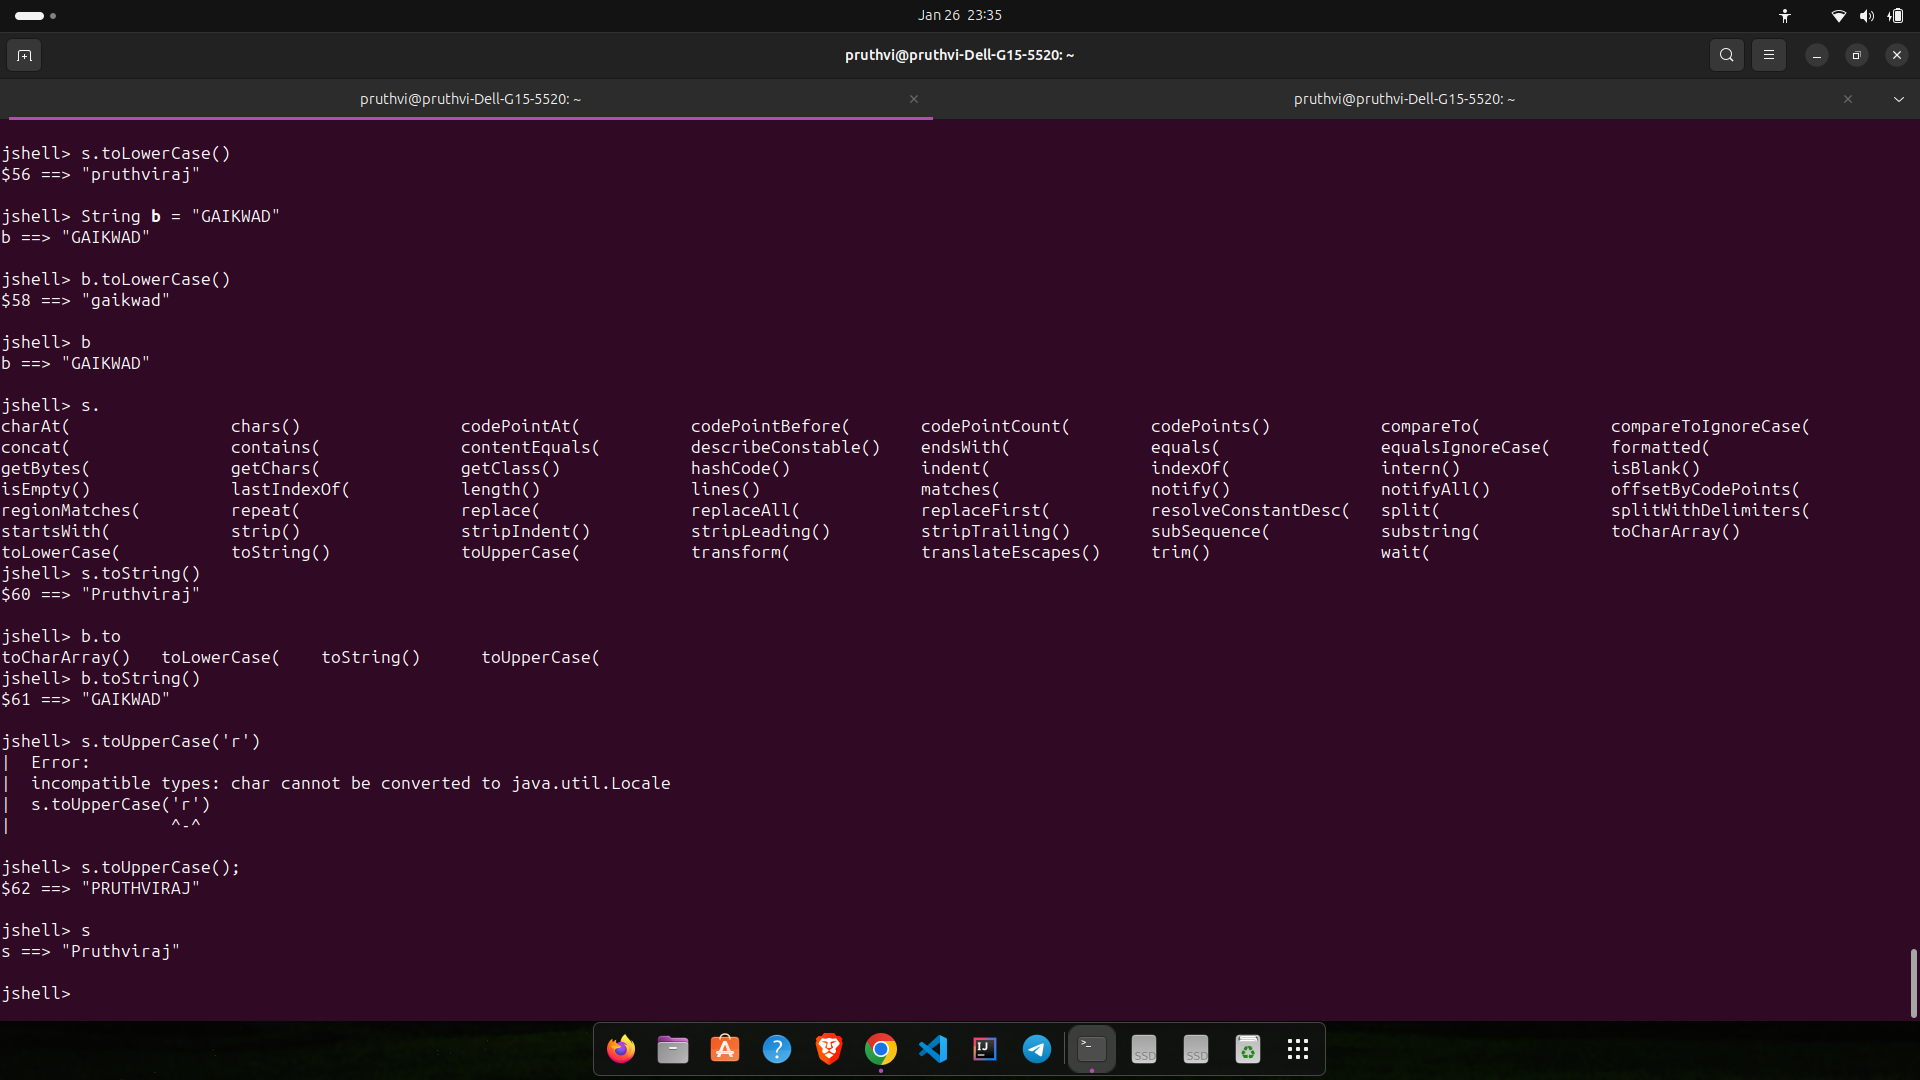 Jan 26 23:35
pruthvi@pruthvi-Dell-G15-5520: ~
pruthvi@pruthvi-Dell-G15-5520: ~ × pruthvi@pruthvi-Dell-G15-5520: ~ ×
jshell> s.toLowerCase()
$56 ==> "pruthviraj"
jshell> String b = "GAIKWAD"
b ==> "GAIKWAD"
jshell> b.toLowerCase()
$58 ==> "gaikwad"
jshell> b
b ==> "GAIKWAD"
jshell> s.
charAt( chars() codePointAt( codePointBefore( codePointCount( codePoints() compareTo( compareToIgnoreCase(
concat( contains( contentEquals( describeConstable() endsWith( equals( equalsIgnoreCase( formatted(
getBytes( getChars( getClass() hashCode() indent( indexOf( intern() isBlank()
isEmpty() lastIndexOf( length() lines() matches( notify() notifyAll() offsetByCodePoints(
regionMatches( repeat( replace( replaceAll( replaceFirst( resolveConstantDesc( split( splitWithDelimiters(
startsWith( strip() stripIndent() stripLeading() stripTrailing() subSequence( substring( toCharArray()
toLowerCase( toString() toUpperCase( transform( translateEscapes() trim() wait(
jshell> s.toString()
$60 ==> "Pruthviraj"
jshell> b.to
toCharArray() toLowerCase( toString() toUpperCase(
jshell> b.toString()
$61 ==> "GAIKWAD"
jshell> s.toUpperCase('r')
| Error:
| incompatible types: char cannot be converted to java.util.Locale
| s.toUpperCase('r')
| ^-^
jshell> s.toUpperCase();
$62 ==> "PRUTHVIRAJ"
jshell> s
s ==> "Pruthviraj"
jshell>
IJ >_ SSD SSD